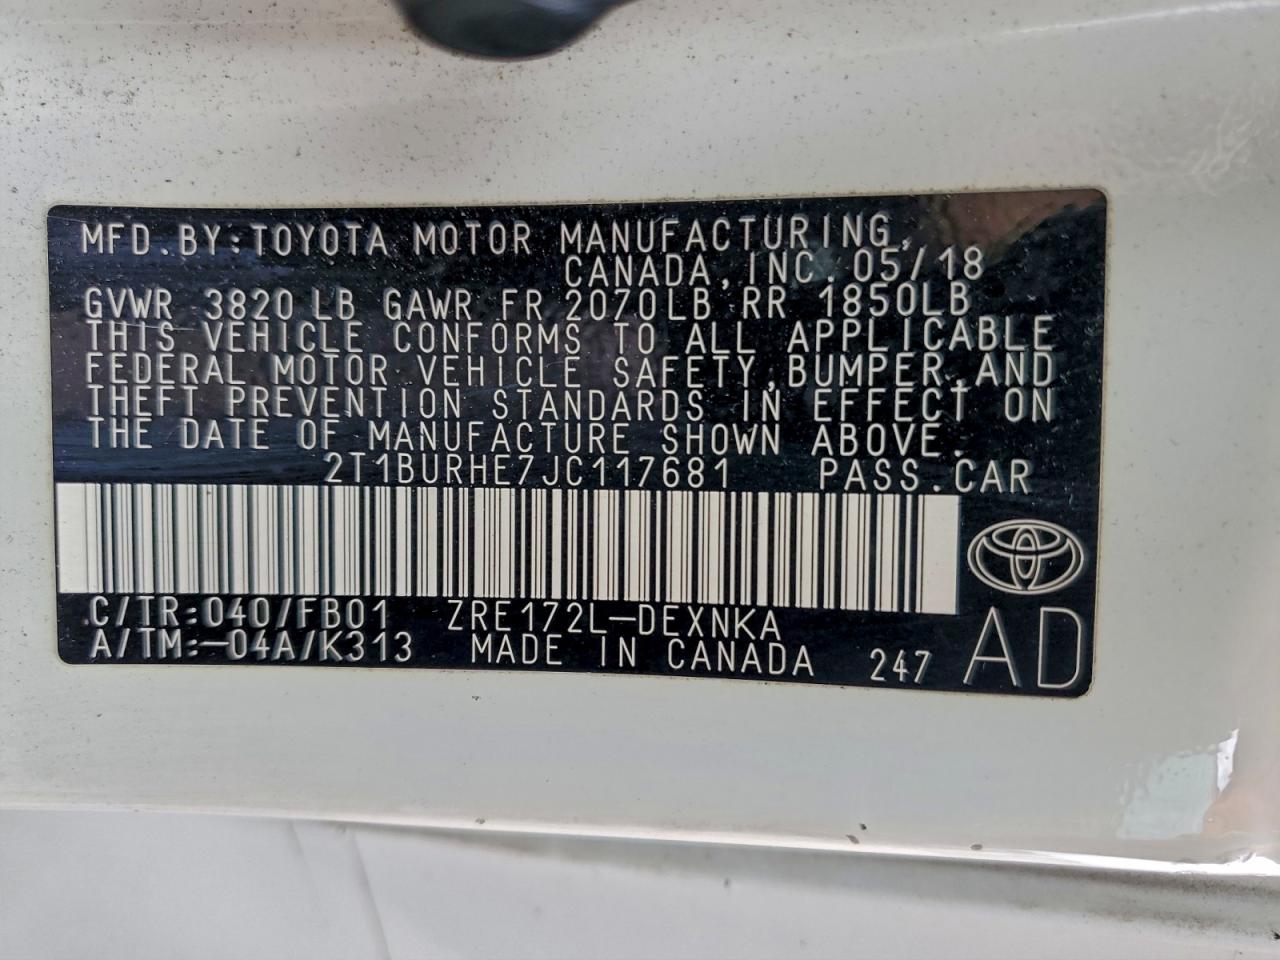 MFD.BY:TOYOTA MOTOR MANUFACTURING,
CANADA,INC. 05/18
GVWR 3820 LB GAWR FR 2070LB RR 1850LB
THIS VEHICLE CONFORMS TO ALL APPLICABLE
FEDERAL MOTOR VEHICLE SAFETY,BUMPER,AND
THEFT PREVENTION STANDARDS IN EFFECT ON
THE DATE OF MANUFACTURE SHOWN ABOVE.
2T1BURHE7JC117681 PASS.CAR
C/TR:040/FB01 ZRE172L-DEXNKA
A/TM:-04A/K313 MADE IN CANADA 247 AD